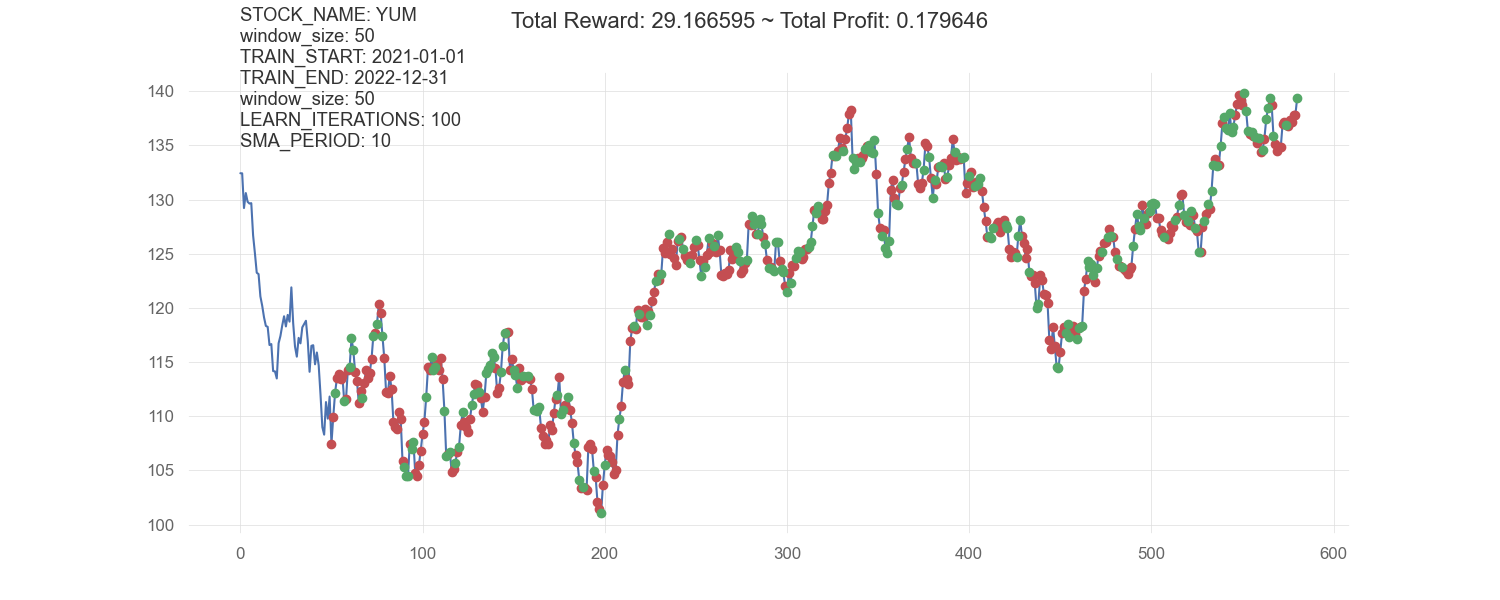 STOCK_NAME: YUM
Total Reward: 29.166595 ~ Total Profit: 0.179646
window_size: 50
TRAIN_START: 2021-01-01
TRAIN_END: 2022-12-31
window_size: 50
LEARN_ITERATIONS: 100
SMA_PERIOD: 10
140
135
130
125
120
115
110
105
100
0 100 200 300 400 500 600